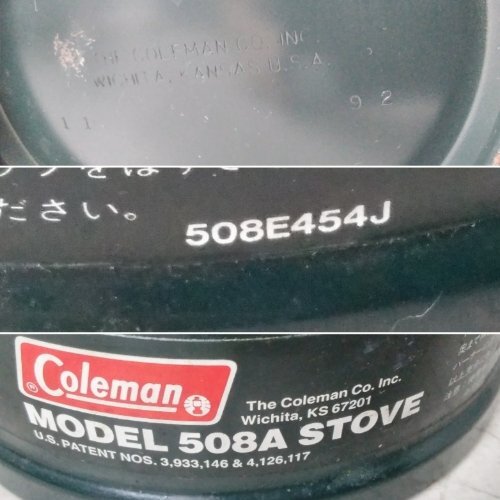 THE COLEMAN CO. INC.
WICHITA, KANSAS U.S.A.
11
92
ださい。
508E454J
Coleman
The Coleman Co. Inc.
Wichita, KS 67201
MODEL 508A STOVE
U.S. PATENT NOS. 3,933,146 & 4,126,117